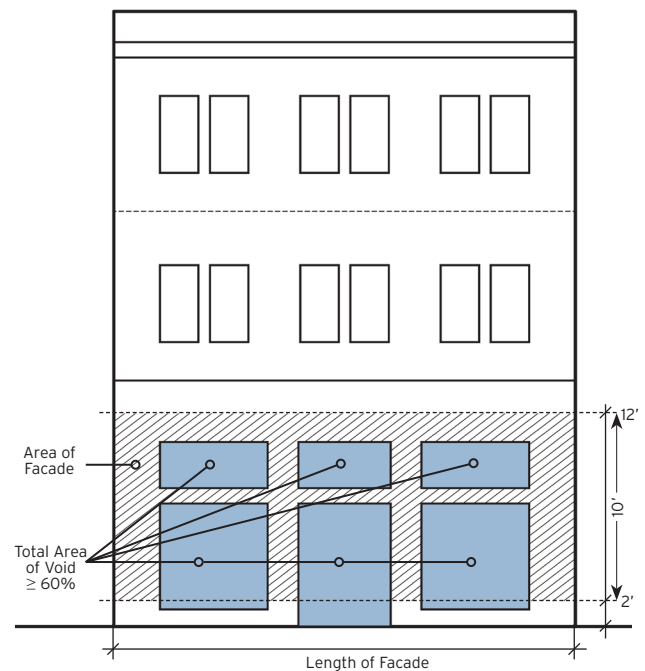 12'
Area of
Facade
10'
Total Area
of Void
≥ 60%
2'
Length of Facade